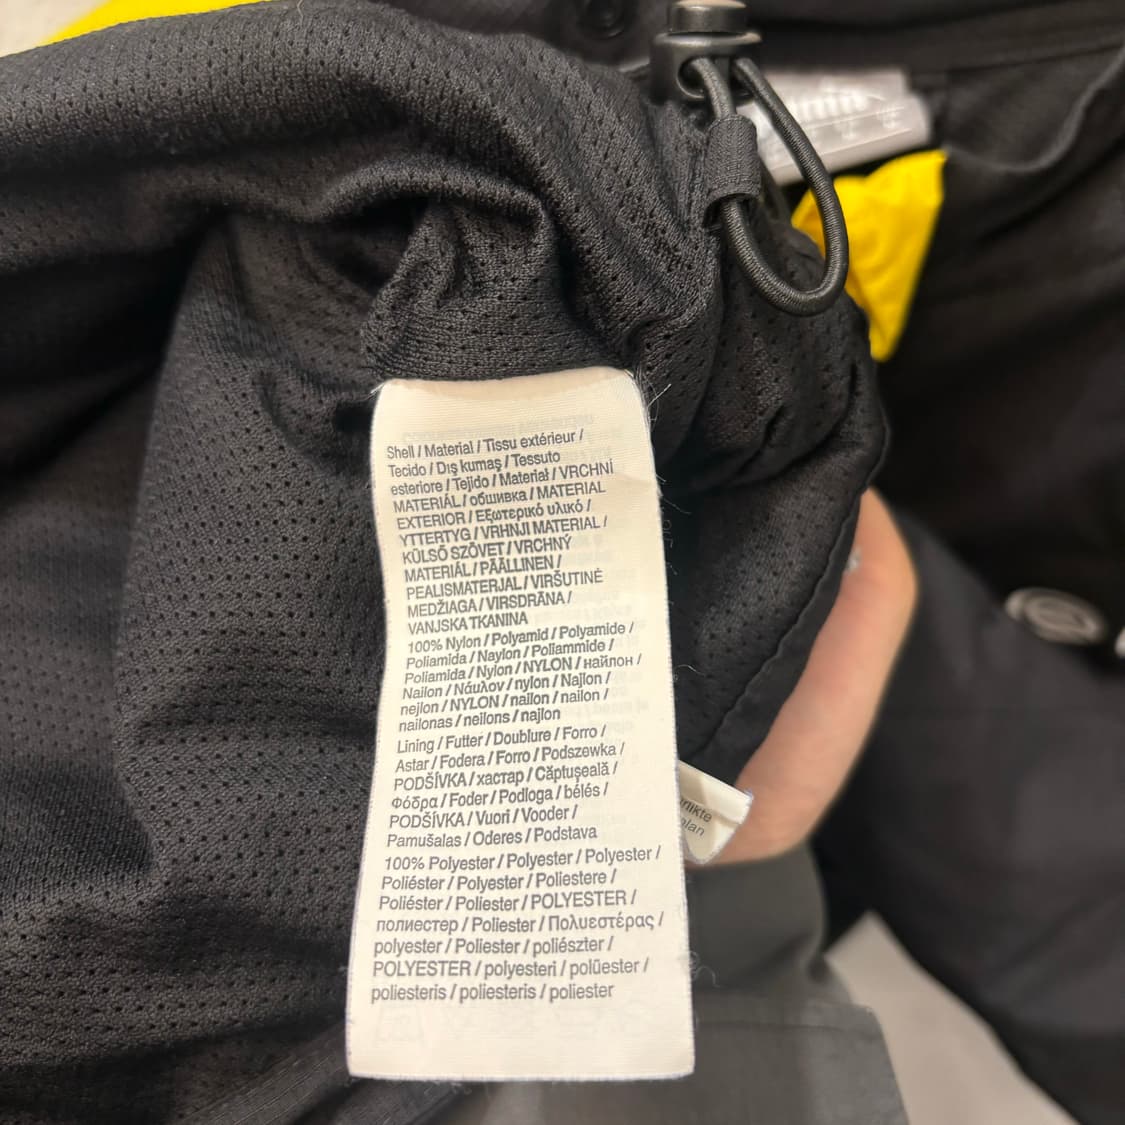 Shell / Material / Tissu extérieur /
Tecido / Dış kumaş / Tessuto
esteriore / Tejido / Materiał / VRCHNÍ
MATERIÁL / обшивка / MATERIAL
EXTERIOR / Εξωτερικό υλικό /
YTTERTYG / VRHNJI MATERIAL /
KÜLSŐ SZÖVET / VRCHNÝ
MATERIÁL / PÄÄLLINEN /
PEALISMATERJAL / VIRŠUTINĖ
MEDŽIAGA / VIRSDRĀNA /
VANJSKA TKANINA
100% Nylon / Polyamid / Polyamide /
Poliamida / Naylon / Poliammide /
Poliamida / Nylon / NYLON / найлон /
Nailon / Νάυλον / nylon / Najlon /
nejlon / NYLON / nailon / nailon /
nailonas / neilons / najlon
Lining / Futter / Doublure / Forro /
Astar / Fodera / Forro / Podszewka /
PODŠÍVKA / хастар / Căptuşeală /
Φόδρα / Foder / Podloga / bélés /
PODŠÍVKA / Vuori / Vooder /
Pamušalas / Oderes / Podstava
100% Polyester / Polyester / Polyester /
Poliéster / Polyester / Poliestere /
Poliéster / Poliester / POLYESTER /
полиестер / Poliester / Πολυεστέρας /
polyester / Poliester / poliészter /
POLYESTER / polyesteri / polüester /
poliesteris / poliesteris / poliester